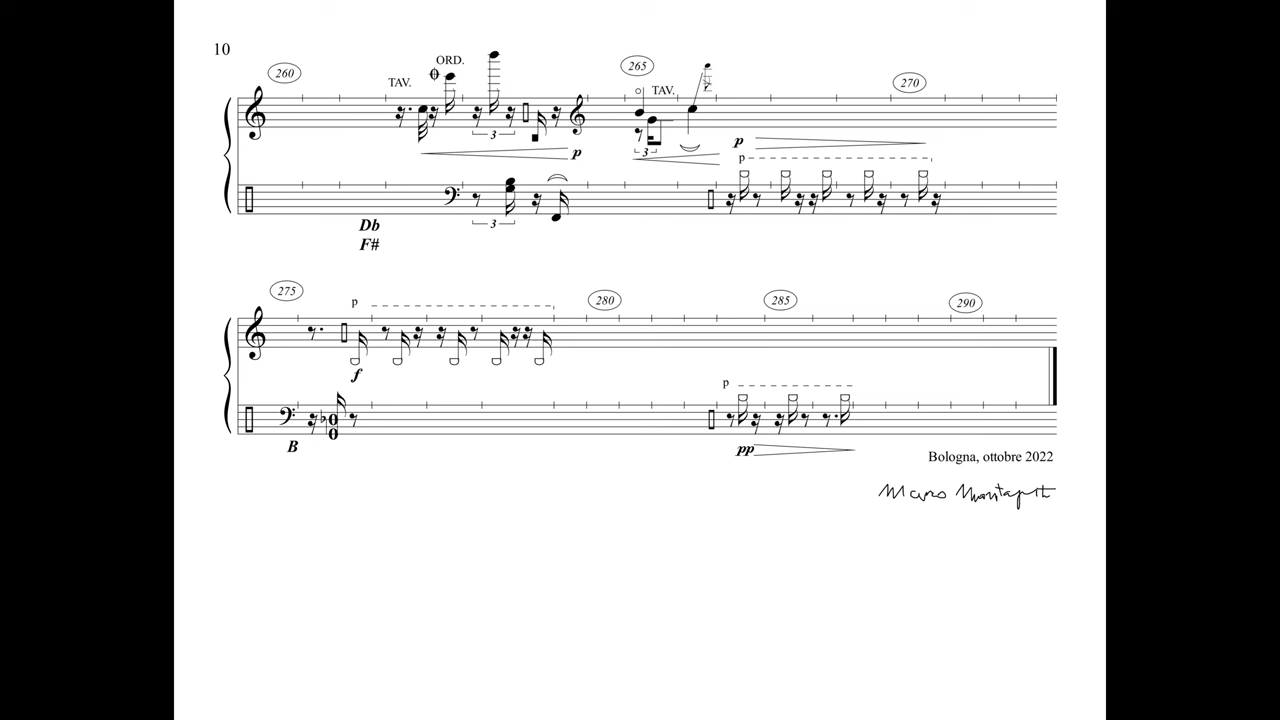 10
260
265
270
TAV.
ORD.
TAV.
3
3
p
p
p
3
Db
F#
275
280
285
290
p
f
p
B
pp
Bologna, ottobre 2022